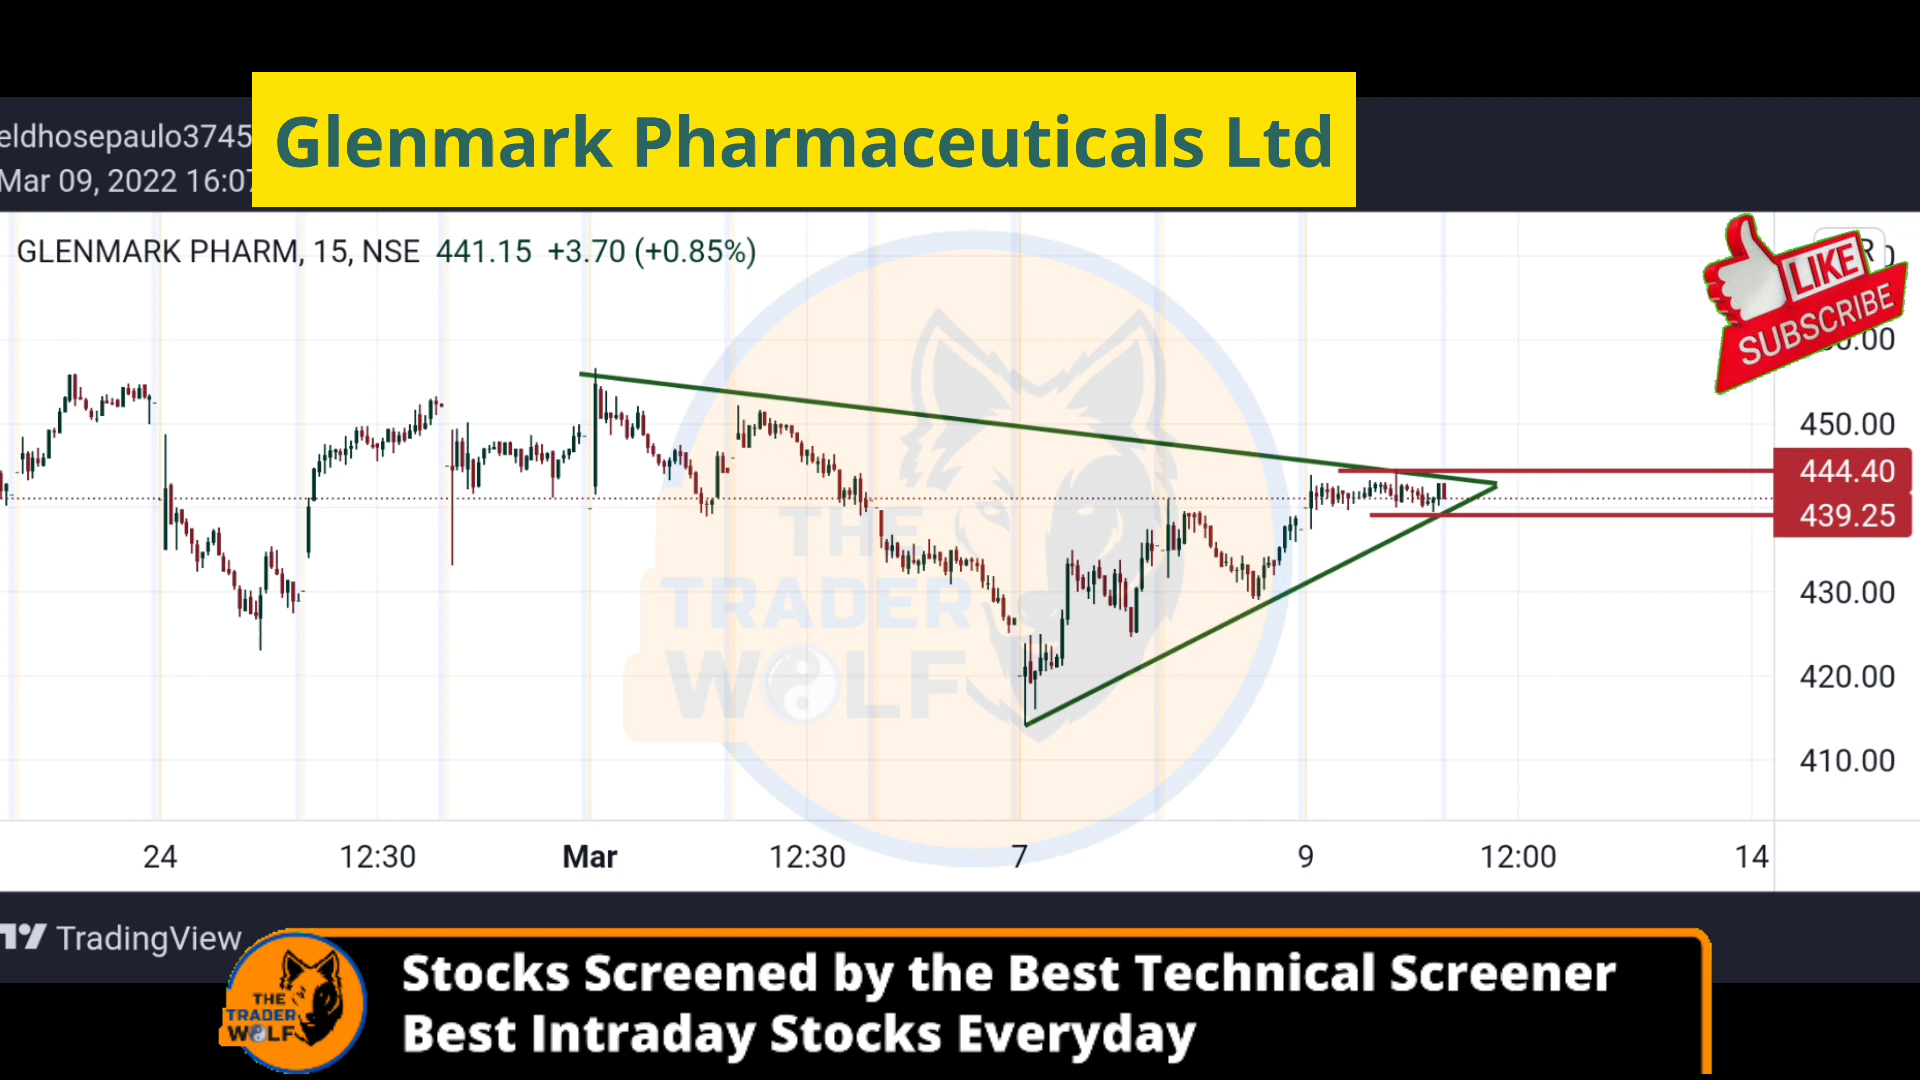 Glenmark Pharmaceuticals Ltd
eldhosepaulo3745
Mar 09, 2022 16:07
GLENMARK PHARM, 15, NSE 441.15 +3.70 (+0.85%)
LIKE
SUBSCRIBE
450.00
444.40
439.25
430.00
420.00
410.00
THE
TRADER
WOLF
24 12:30 Mar 12:30 7 9 12:00 14
TradingView
THE
TRADER
WOLF
Stocks Screened by the Best Technical Screener
Best Intraday Stocks Everyday